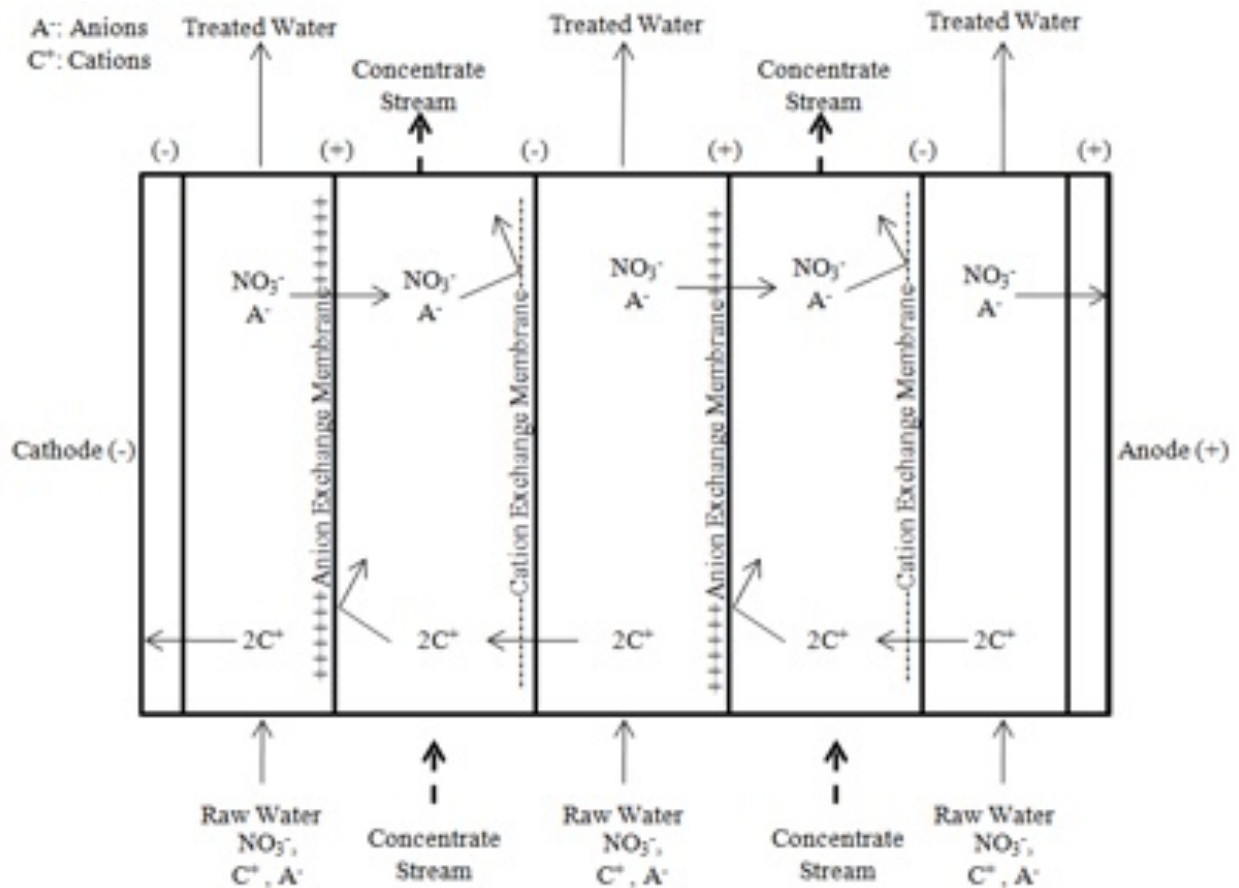 A⁻: Anions
C⁺: Cations
Treated Water
Treated Water
Treated Water
Concentrate
Stream
Concentrate
Stream
(-)
(+)
(-)
(+)
(-)
(+)
NO₃⁻
A⁻
NO₃⁻
A⁻
NO₃⁻
A⁻
NO₃⁻
A⁻
NO₃⁻
A⁻
Cathode (-)
+++++ Anion Exchange Membrane ++++++
Cation Exchange Membrane
++++++ Anion Exchange Membrane +++++
Cation Exchange Membrane
Anode (+)
2C⁺
2C⁺
2C⁺
2C⁺
2C⁺
Raw Water
NO₃⁻,
C⁺, A⁻
Concentrate
Stream
Raw Water
NO₃⁻,
C⁺, A⁻
Concentrate
Stream
Raw Water
NO₃⁻,
C⁺, A⁻